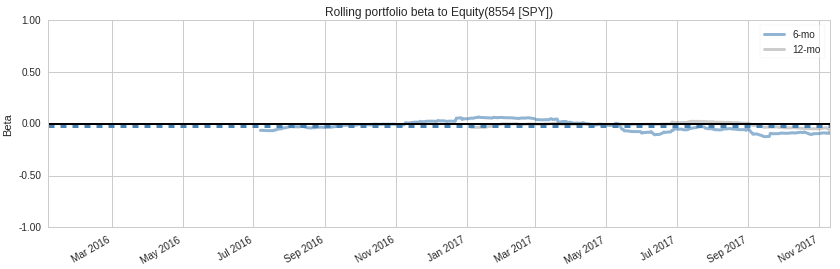 Rolling portfolio beta to Equity(8554 [SPY])
1.00
0.50
0.00
-0.50
-1.00
Beta
6-mo
12-mo
Mar 2016
May 2016
Jul 2016
Sep 2016
Nov 2016
Jan 2017
Mar 2017
May 2017
Jul 2017
Sep 2017
Nov 2017